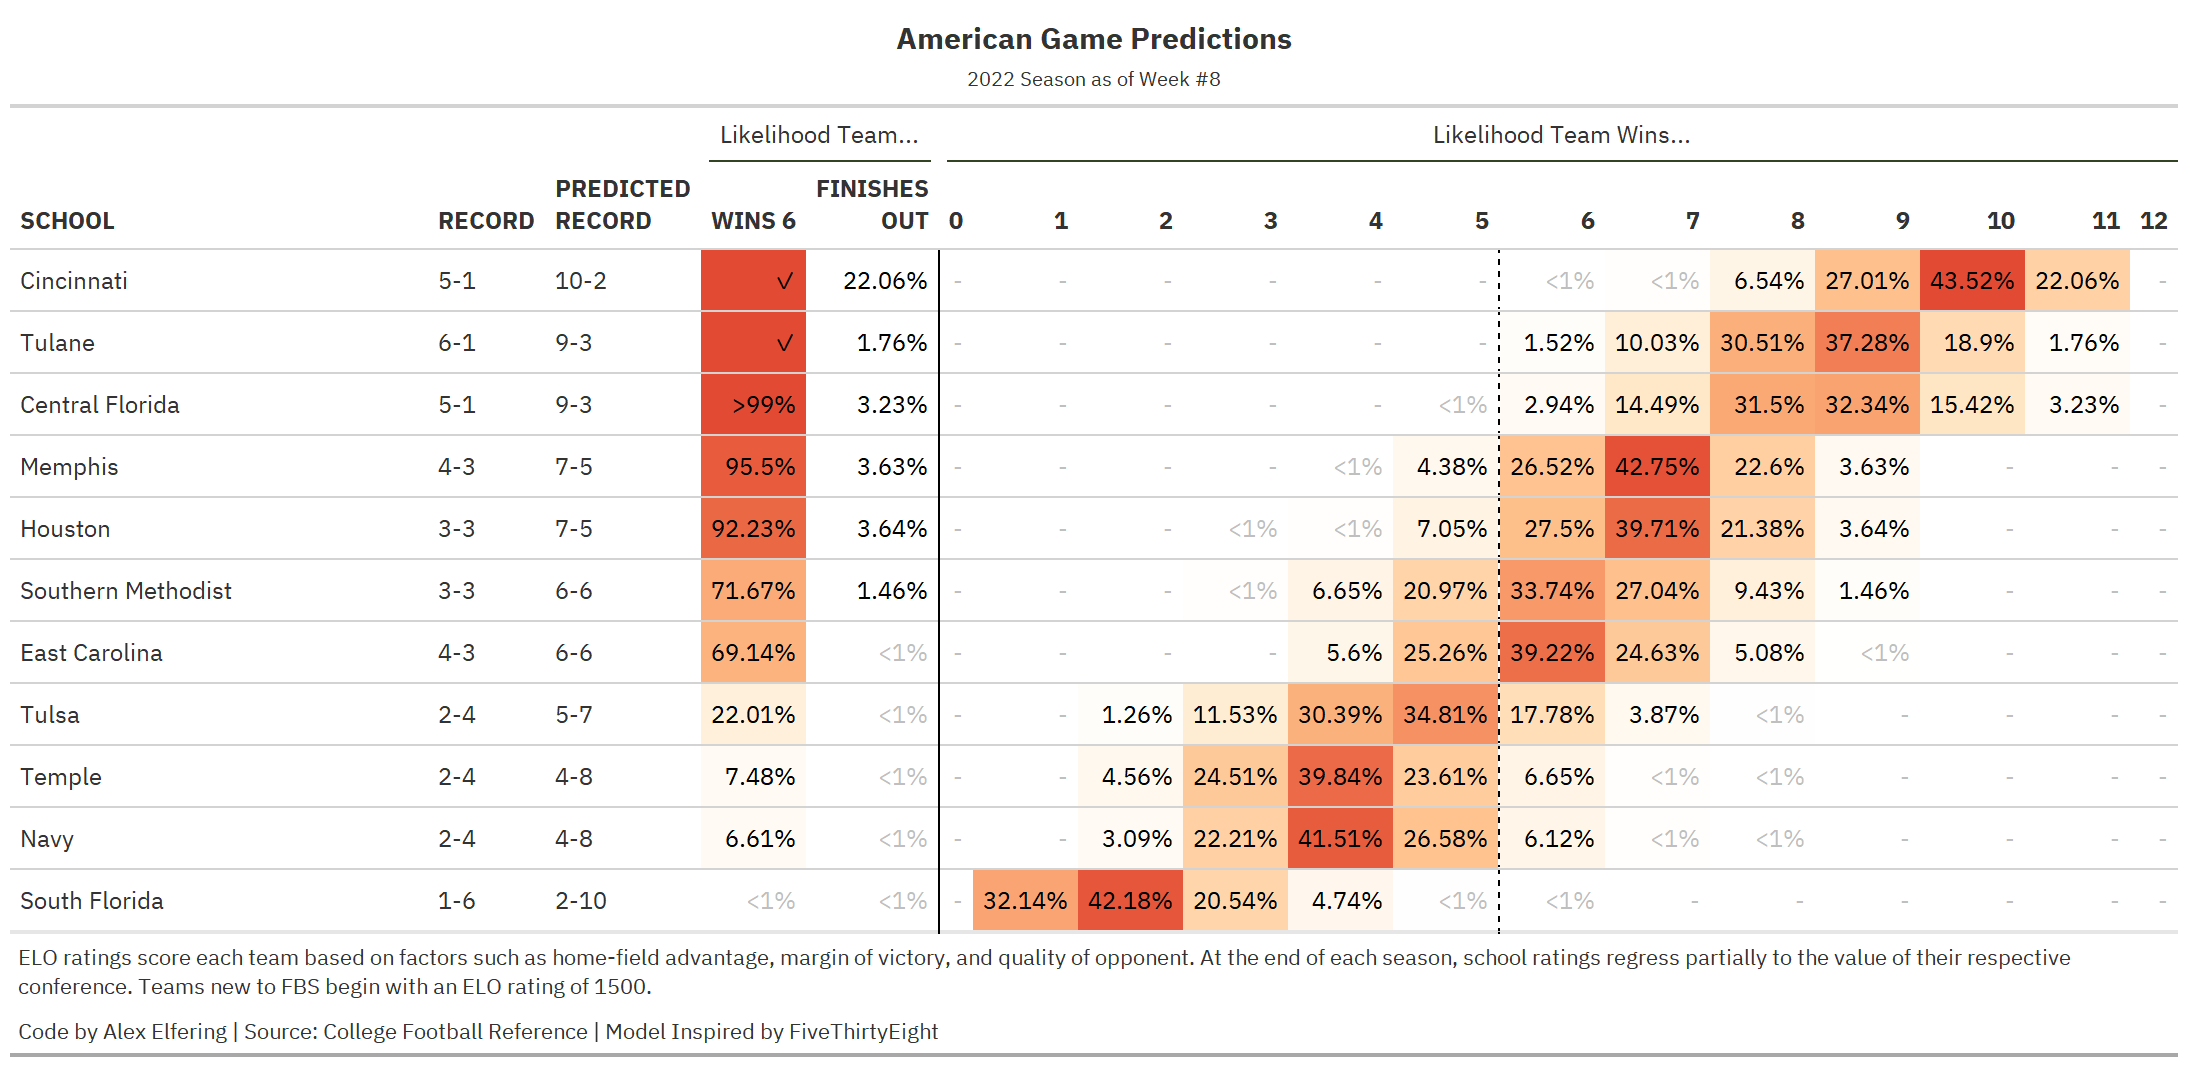 American Game Predictions
2022 Season as of Week #8
Likelihood Team... Likelihood Team Wins...
SCHOOL RECORD PREDICTED RECORD WINS 6 FINISHES OUT 0 1 2 3 4 5 6 7 8 9 10 11 12
Cincinnati 5-1 10-2 ✓ 22.06% - - - - - - <1% <1% 6.54% 27.01% 43.52% 22.06% -
Tulane 6-1 9-3 ✓ 1.76% - - - - - - 1.52% 10.03% 30.51% 37.28% 18.9% 1.76% -
Central Florida 5-1 9-3 >99% 3.23% - - - - - <1% 2.94% 14.49% 31.5% 32.34% 15.42% 3.23% -
Memphis 4-3 7-5 95.5% 3.63% - - - - <1% 4.38% 26.52% 42.75% 22.6% 3.63% - - -
Houston 3-3 7-5 92.23% 3.64% - - - <1% <1% 7.05% 27.5% 39.71% 21.38% 3.64% - - -
Southern Methodist 3-3 6-6 71.67% 1.46% - - - <1% 6.65% 20.97% 33.74% 27.04% 9.43% 1.46% - - -
East Carolina 4-3 6-6 69.14% <1% - - - - 5.6% 25.26% 39.22% 24.63% 5.08% <1% - - -
Tulsa 2-4 5-7 22.01% <1% - - 1.26% 11.53% 30.39% 34.81% 17.78% 3.87% <1% - - - -
Temple 2-4 4-8 7.48% <1% - - 4.56% 24.51% 39.84% 23.61% 6.65% <1% <1% - - - -
Navy 2-4 4-8 6.61% <1% - - 3.09% 22.21% 41.51% 26.58% 6.12% <1% <1% - - - -
South Florida 1-6 2-10 <1% <1% - 32.14% 42.18% 20.54% 4.74% <1% <1% - - - - - -
ELO ratings score each team based on factors such as home-field advantage, margin of victory, and quality of opponent. At the end of each season, school ratings regress partially to the value of their respective
conference. Teams new to FBS begin with an ELO rating of 1500.
Code by Alex Elfering | Source: College Football Reference | Model Inspired by FiveThirtyEight